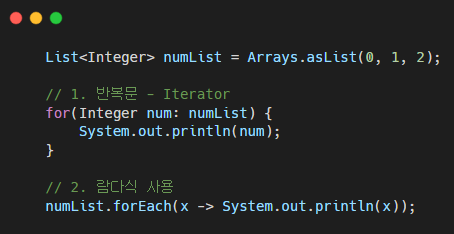 List<Integer> numList = Arrays.asList(0, 1, 2);
// 1. 반복문 - Iterator
for(Integer num: numList) {
System.out.println(num);
}
// 2. 람다식 사용
numList.forEach(x -> System.out.println(x));